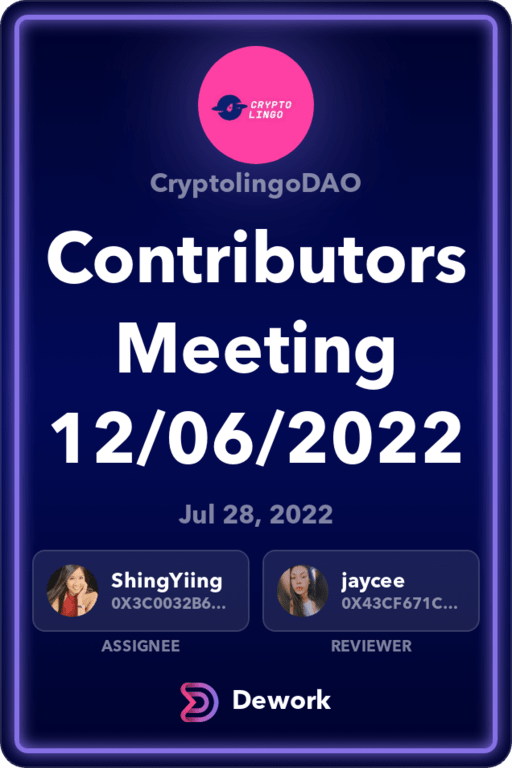 CRYPTO
LINGO
CryptolingoDAO
Contributors
Meeting
12/06/2022
Jul 28, 2022
ShingYiing
0X3C0032B6...
jaycee
0X43CF671C...
ASSIGNEE
REVIEWER
Dework